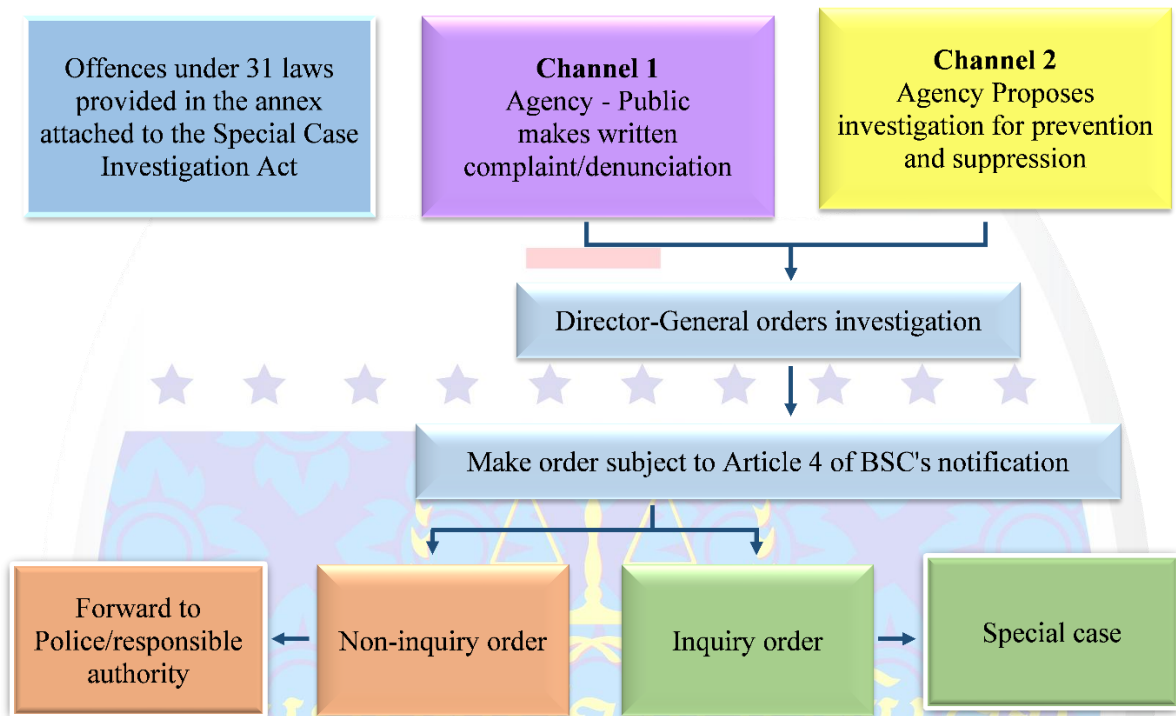 Offences under 31 laws
provided in the annex
attached to the Special Case
Investigation Act
Channel 1
Agency - Public
makes written
complaint/denunciation
Channel 2
Agency Proposes
investigation for prevention
and suppression
Director-General orders investigation
Make order subject to Article 4 of BSC's notification
Forward to
Police/responsible
authority
Non-inquiry order
Inquiry order
Special case